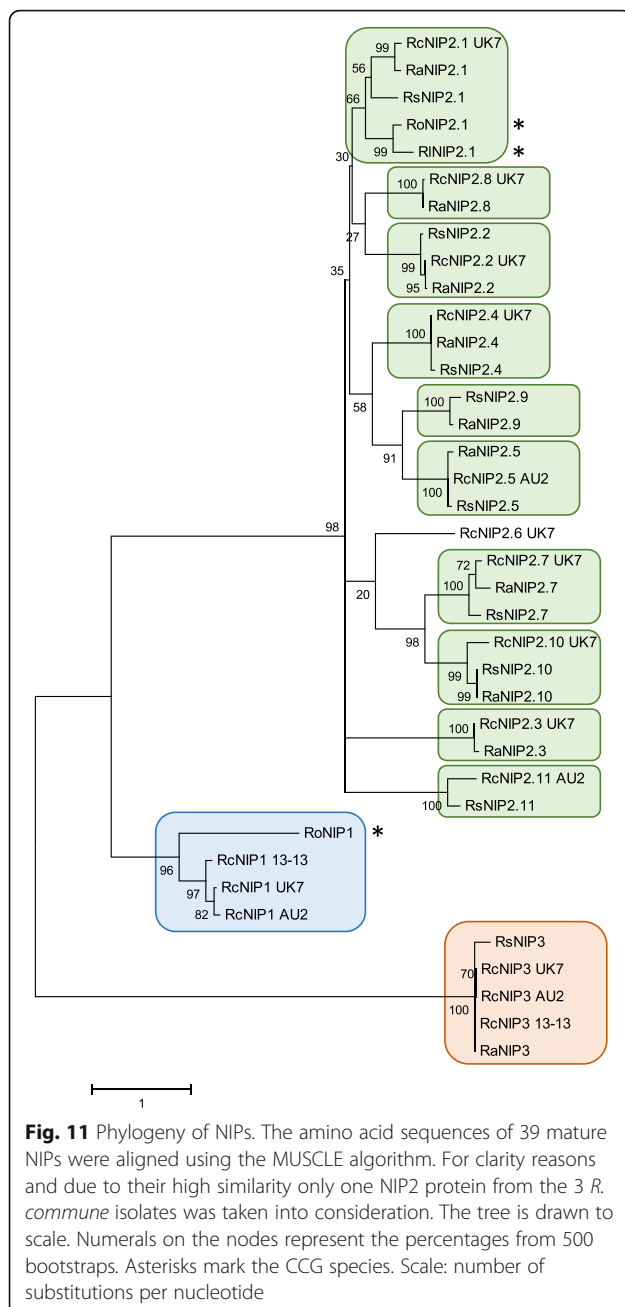 99
RcNIP2.1 UK7
56
RaNIP2.1
66
RsNIP2.1
RoNIP2.1 *
99
RlNIP2.1 *
30
100
RcNIP2.8 UK7
RaNIP2.8
27
RsNIP2.2
99
RcNIP2.2 UK7
95
RaNIP2.2
35
RcNIP2.4 UK7
100
RaNIP2.4
RsNIP2.4
58
100
RsNIP2.9
RaNIP2.9
91
RaNIP2.5
RcNIP2.5 AU2
100
RsNIP2.5
98
RcNIP2.6 UK7
20
72
RcNIP2.7 UK7
100
RaNIP2.7
RsNIP2.7
98
RcNIP2.10 UK7
99
RsNIP2.10
99
RaNIP2.10
100
RcNIP2.3 UK7
RaNIP2.3
RcNIP2.11 AU2
100
RsNIP2.11
RoNIP1 *
96
RcNIP1 13-13
97
RcNIP1 UK7
82
RcNIP1 AU2
RsNIP3
70
RcNIP3 UK7
RcNIP3 AU2
100
RcNIP3 13-13
RaNIP3
1
Fig. 11 Phylogeny of NIPs. The amino acid sequences of 39 mature
NIPs were aligned using the MUSCLE algorithm. For clarity reasons
and due to their high similarity only one NIP2 protein from the 3 R.
commune isolates was taken into consideration. The tree is drawn to
scale. Numerals on the nodes represent the percentages from 500
bootstraps. Asterisks mark the CCG species. Scale: number of
substitutions per nucleotide